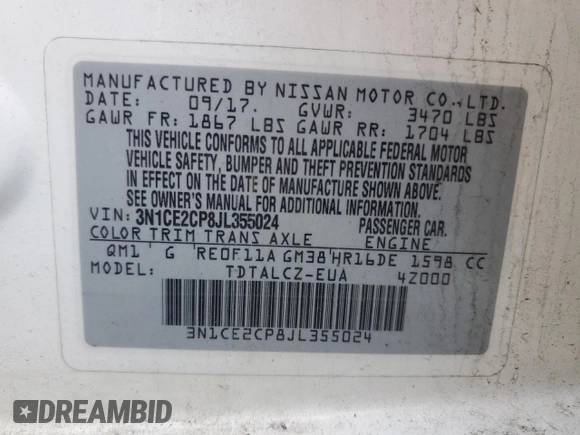 MANUFACTURED BY NISSAN MOTOR CO., LTD.
DATE: 09/17. GVWR: 3470 LBS
GAWR FR: 1867 LBS GAWR RR: 1704 LBS
THIS VEHICLE CONFORMS TO ALL APPLICABLE FEDERAL MOTOR
VEHICLE SAFETY, BUMPER AND THEFT PREVENTION STANDARDS
IN EFFECT ON THE DATE OF MANUFACTURE SHOWN ABOVE.
SEE OWNER'S MANUAL FOR ADDITIONAL INFORMATION.
VIN: 3N1CE2CP8JL355024 PASSENGER CAR.
COLOR TRIM TRANS AXLE ENGINE
QM1 ' G RE0F11A GM38'HR16DE 1598 CC
MODEL: TDTALCZ-EUA 4Z000
3N1CE2CP8JL355024
DREAMBID